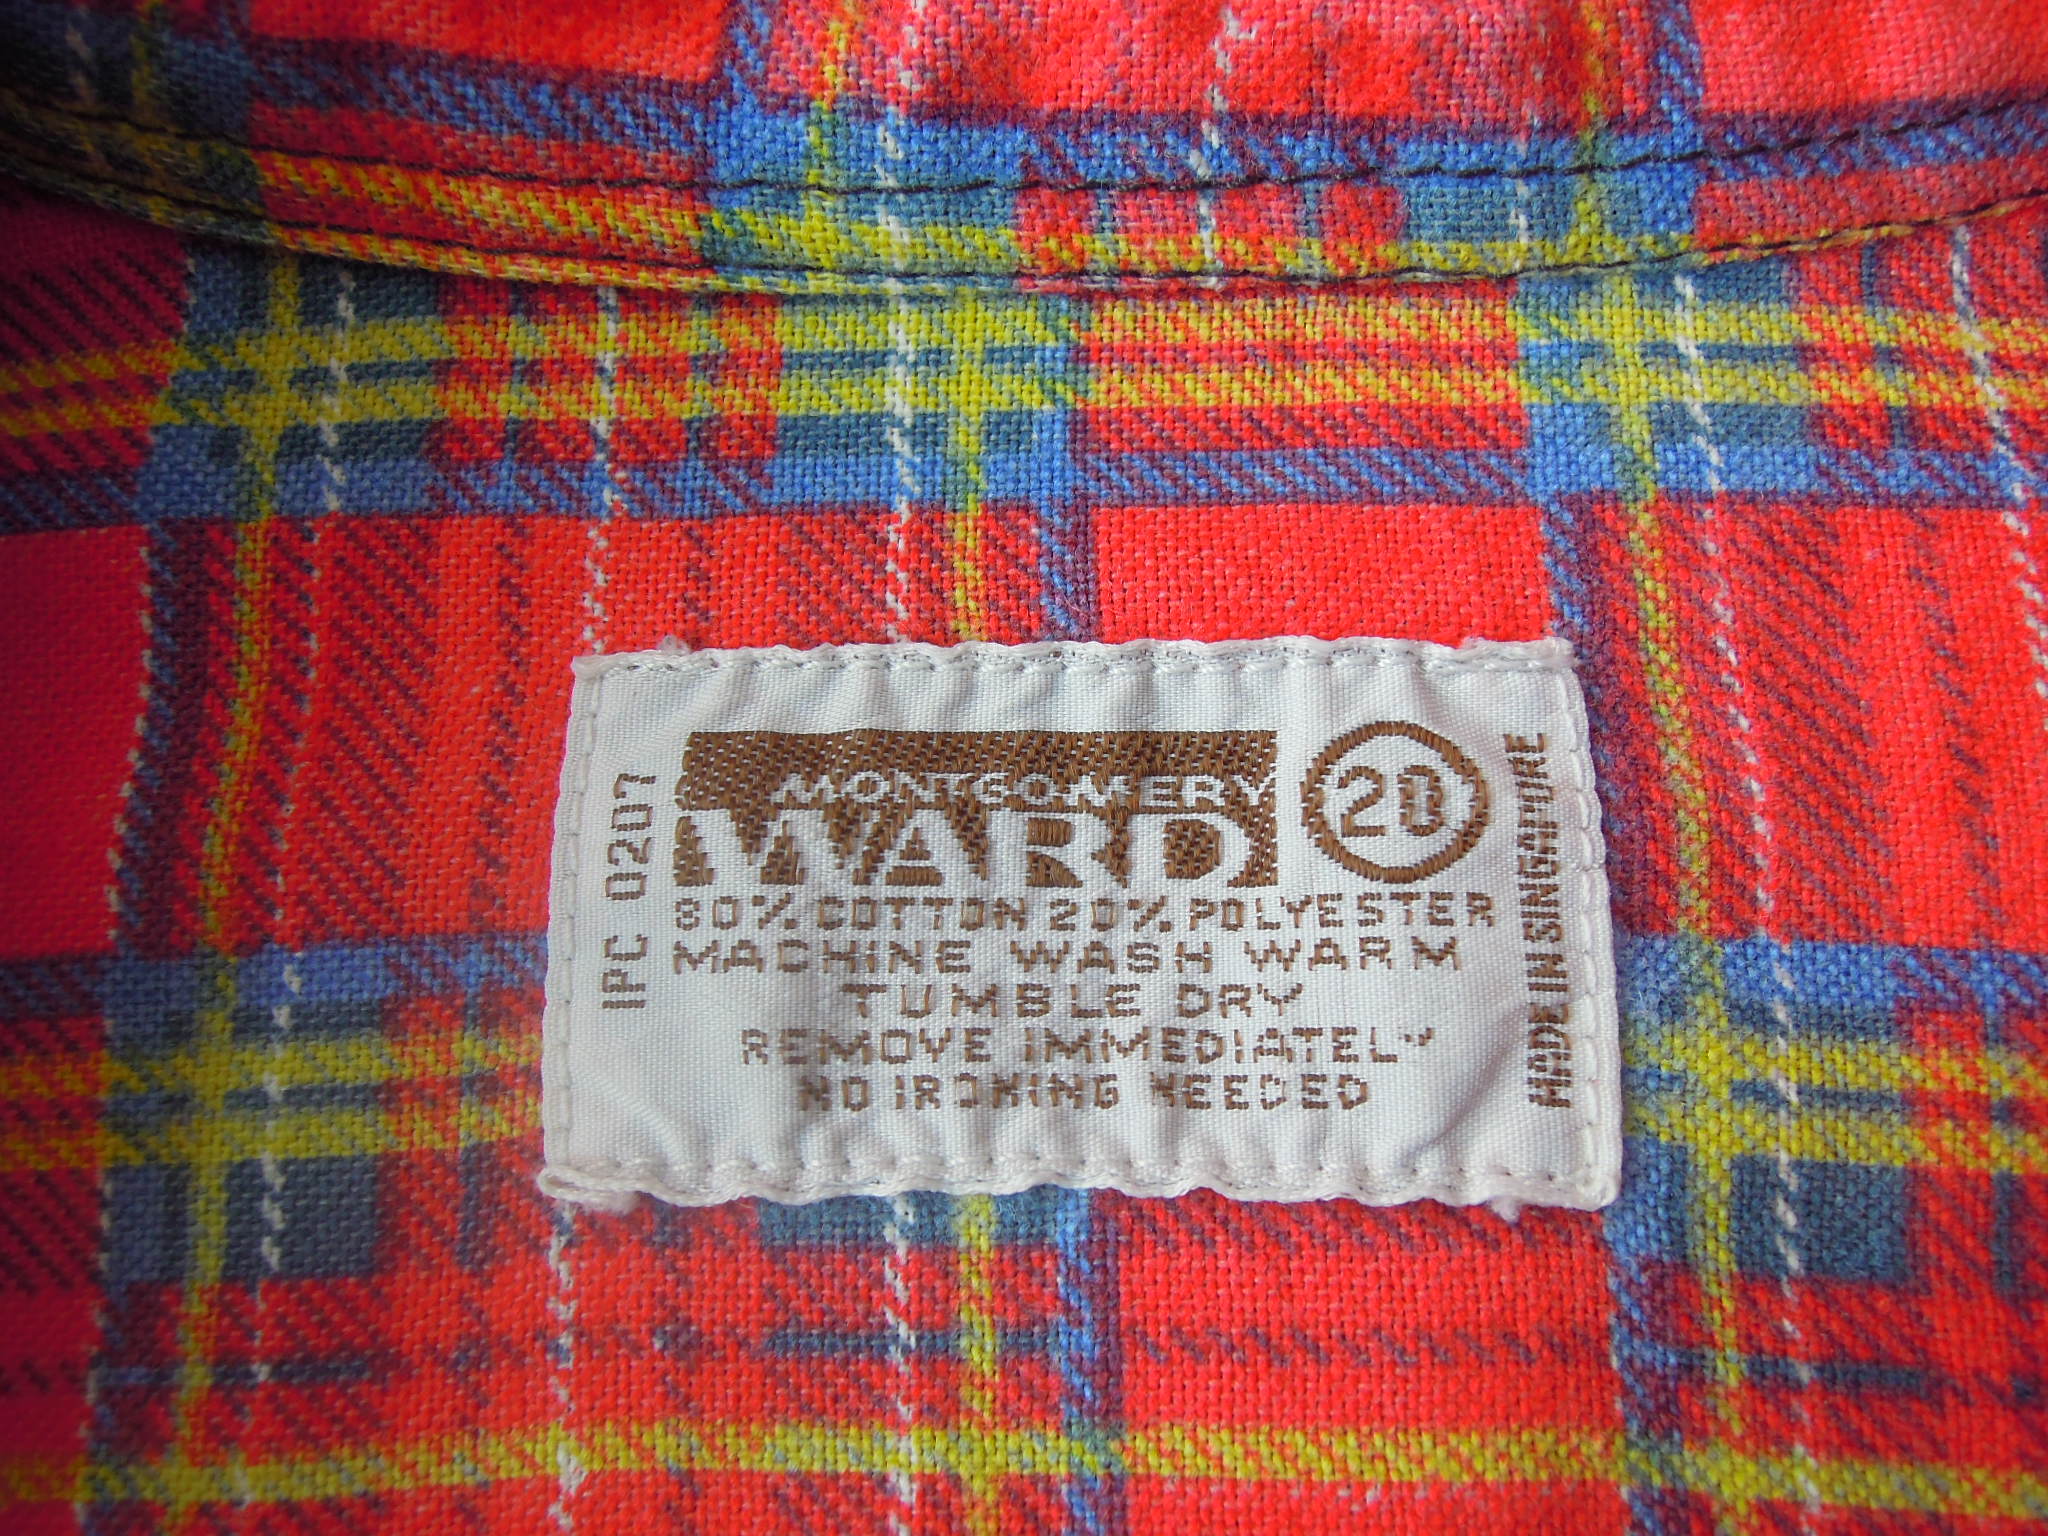 IPC 0207
MONTGOMERY
WARD
20
80% COTTON 20% POLYESTER
MACHINE WASH WARM
TUMBLE DRY
REMOVE IMMEDIATELY
NO IRONING NEEDED
MADE IN SINGAPORE